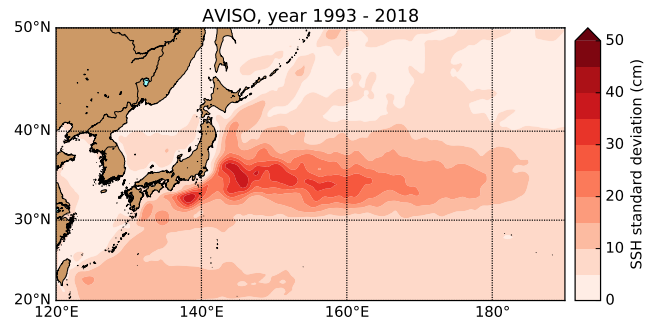 AVISO, year 1993 - 2018
50°N
40°N
30°N
20°N
120°E
140°E
160°E
180°
50
40
30
20
10
0
SSH standard deviation (cm)